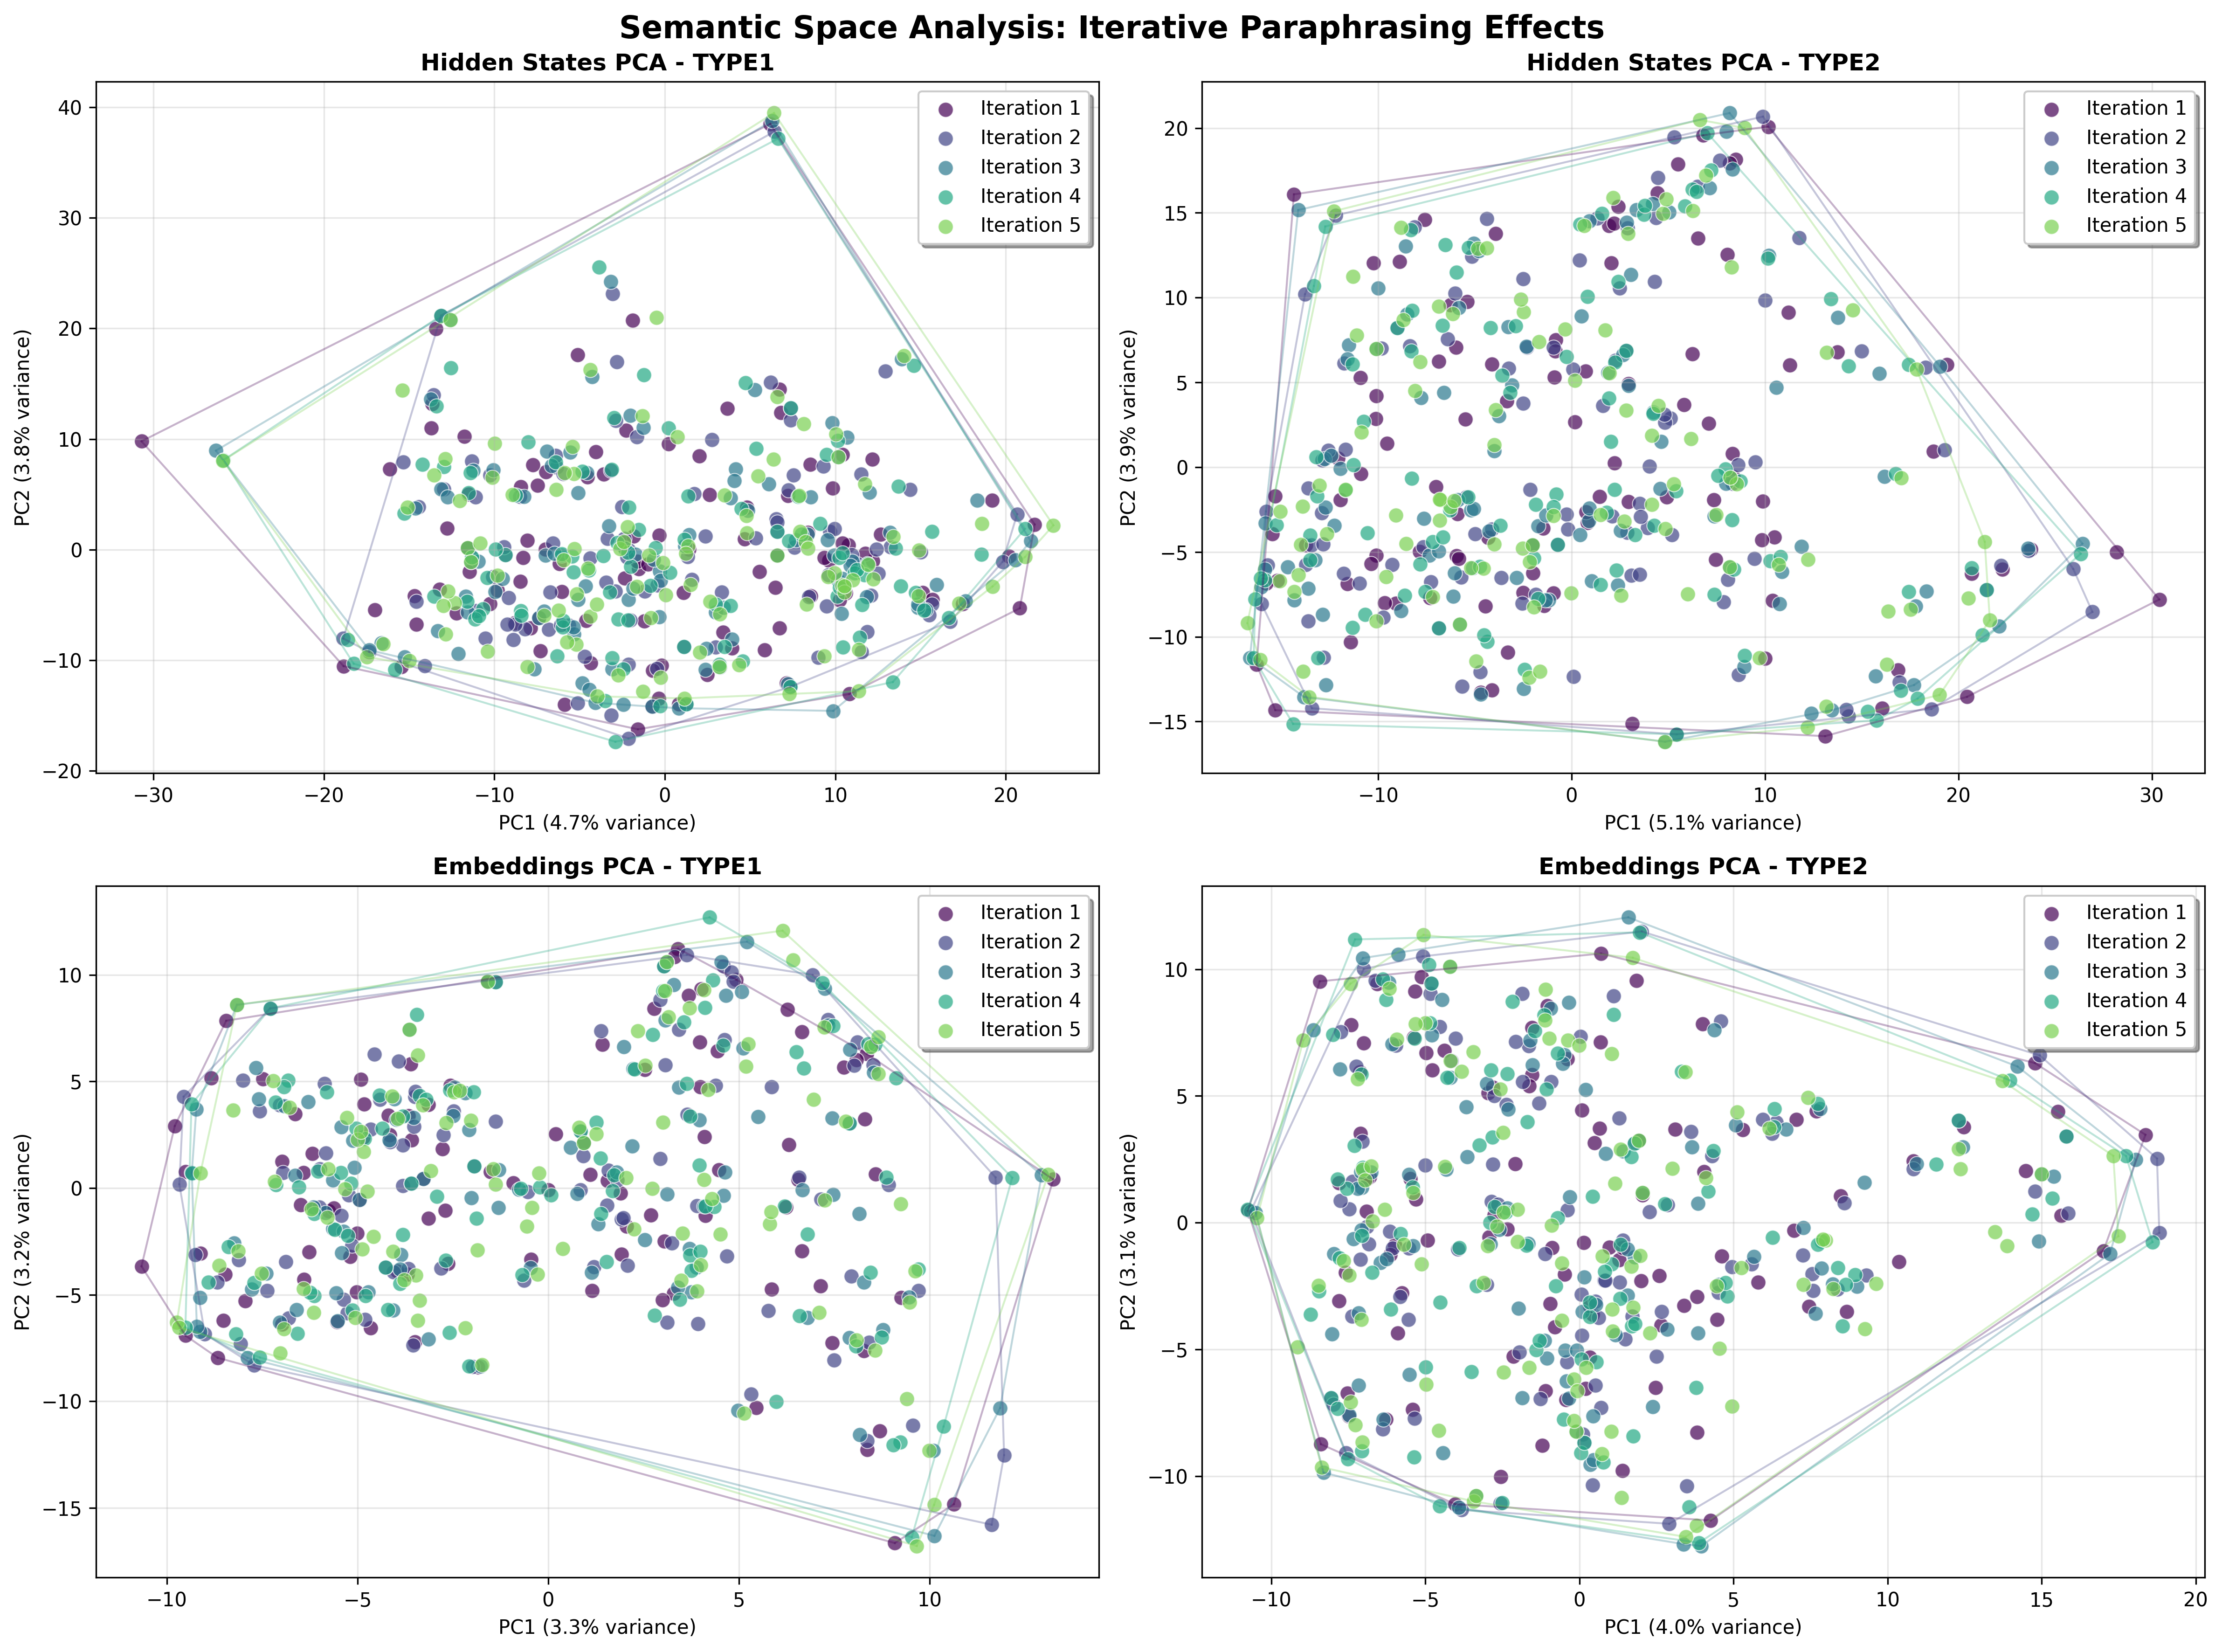 Semantic Space Analysis: Iterative Paraphrasing Effects
Hidden States PCA - TYPE1
40
30
20
10
0
−10
−20
PC2 (3.8% variance)
Iteration 1
Iteration 2
Iteration 3
Iteration 4
Iteration 5
−30
−20
−10
0
10
20
PC1 (4.7% variance)
Hidden States PCA - TYPE2
20
15
10
5
0
−5
−10
−15
PC2 (3.9% variance)
Iteration 1
Iteration 2
Iteration 3
Iteration 4
Iteration 5
−10
0
10
20
30
PC1 (5.1% variance)
Embeddings PCA - TYPE1
10
5
0
−5
−10
−15
PC2 (3.2% variance)
Iteration 1
Iteration 2
Iteration 3
Iteration 4
Iteration 5
−10
−5
0
5
10
PC1 (3.3% variance)
Embeddings PCA - TYPE2
10
5
0
−5
−10
PC2 (3.1% variance)
Iteration 1
Iteration 2
Iteration 3
Iteration 4
Iteration 5
−10
−5
0
5
10
15
20
PC1 (4.0% variance)